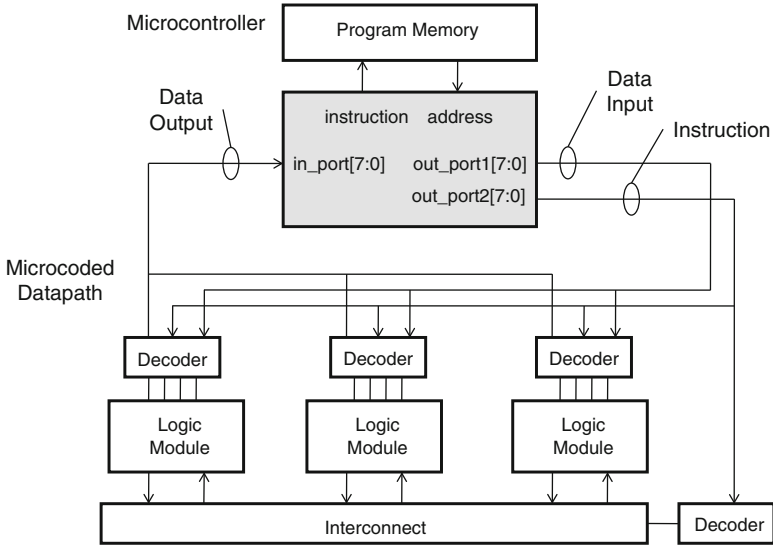 Microcontroller
Program Memory
Data
Output
Data
Input
Instruction
instruction address
in_port[7:0] out_port1[7:0]
out_port2[7:0]
Microcoded
Datapath
Decoder
Decoder
Decoder
Logic
Module
Logic
Module
Logic
Module
Interconnect
Decoder